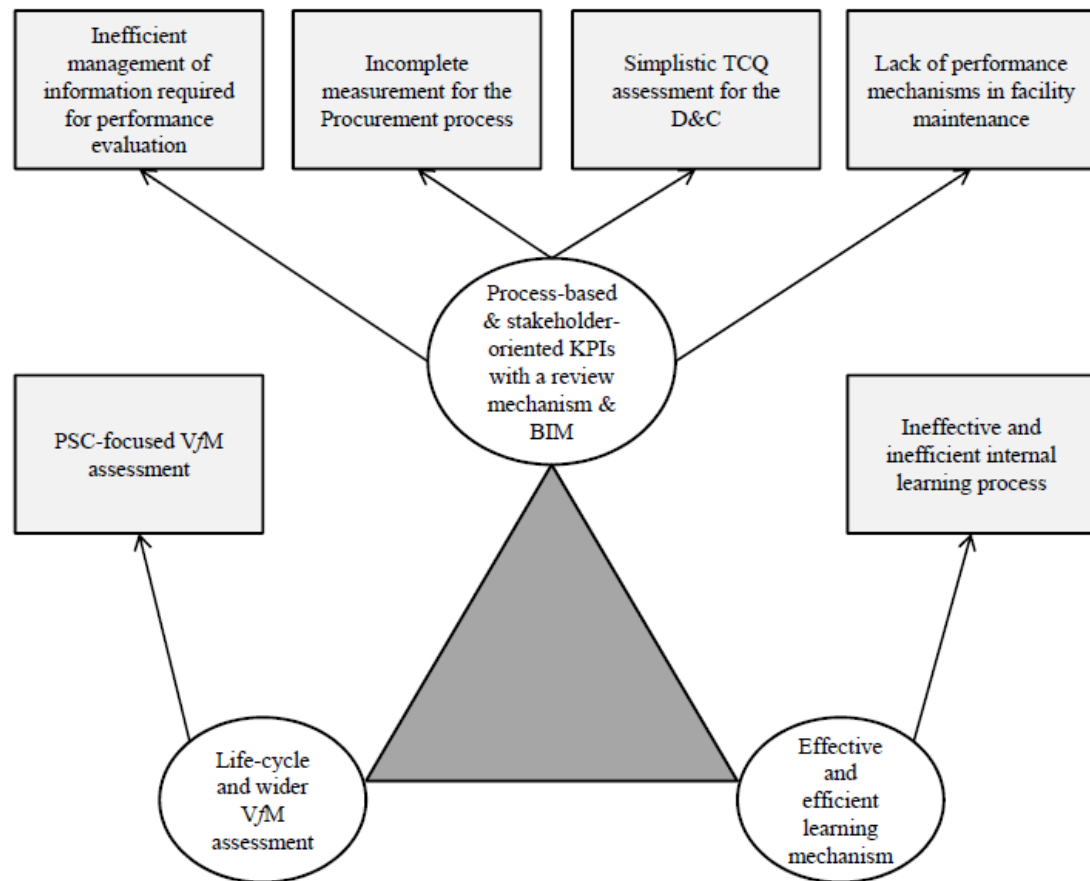 Inefficient
management of
information required
for performance
evaluation
Incomplete
measurement for the
Procurement process
Simplistic TCQ
assessment for the
D&C
Lack of performance
mechanisms in facility
maintenance
Process-based
& stakeholder-
oriented KPIs
with a review
mechanism &
BIM
PSC-focused VfM
assessment
Ineffective and
inefficient internal
learning process
Life-cycle
and wider
VfM
assessment
Effective
and
efficient
learning
mechanism